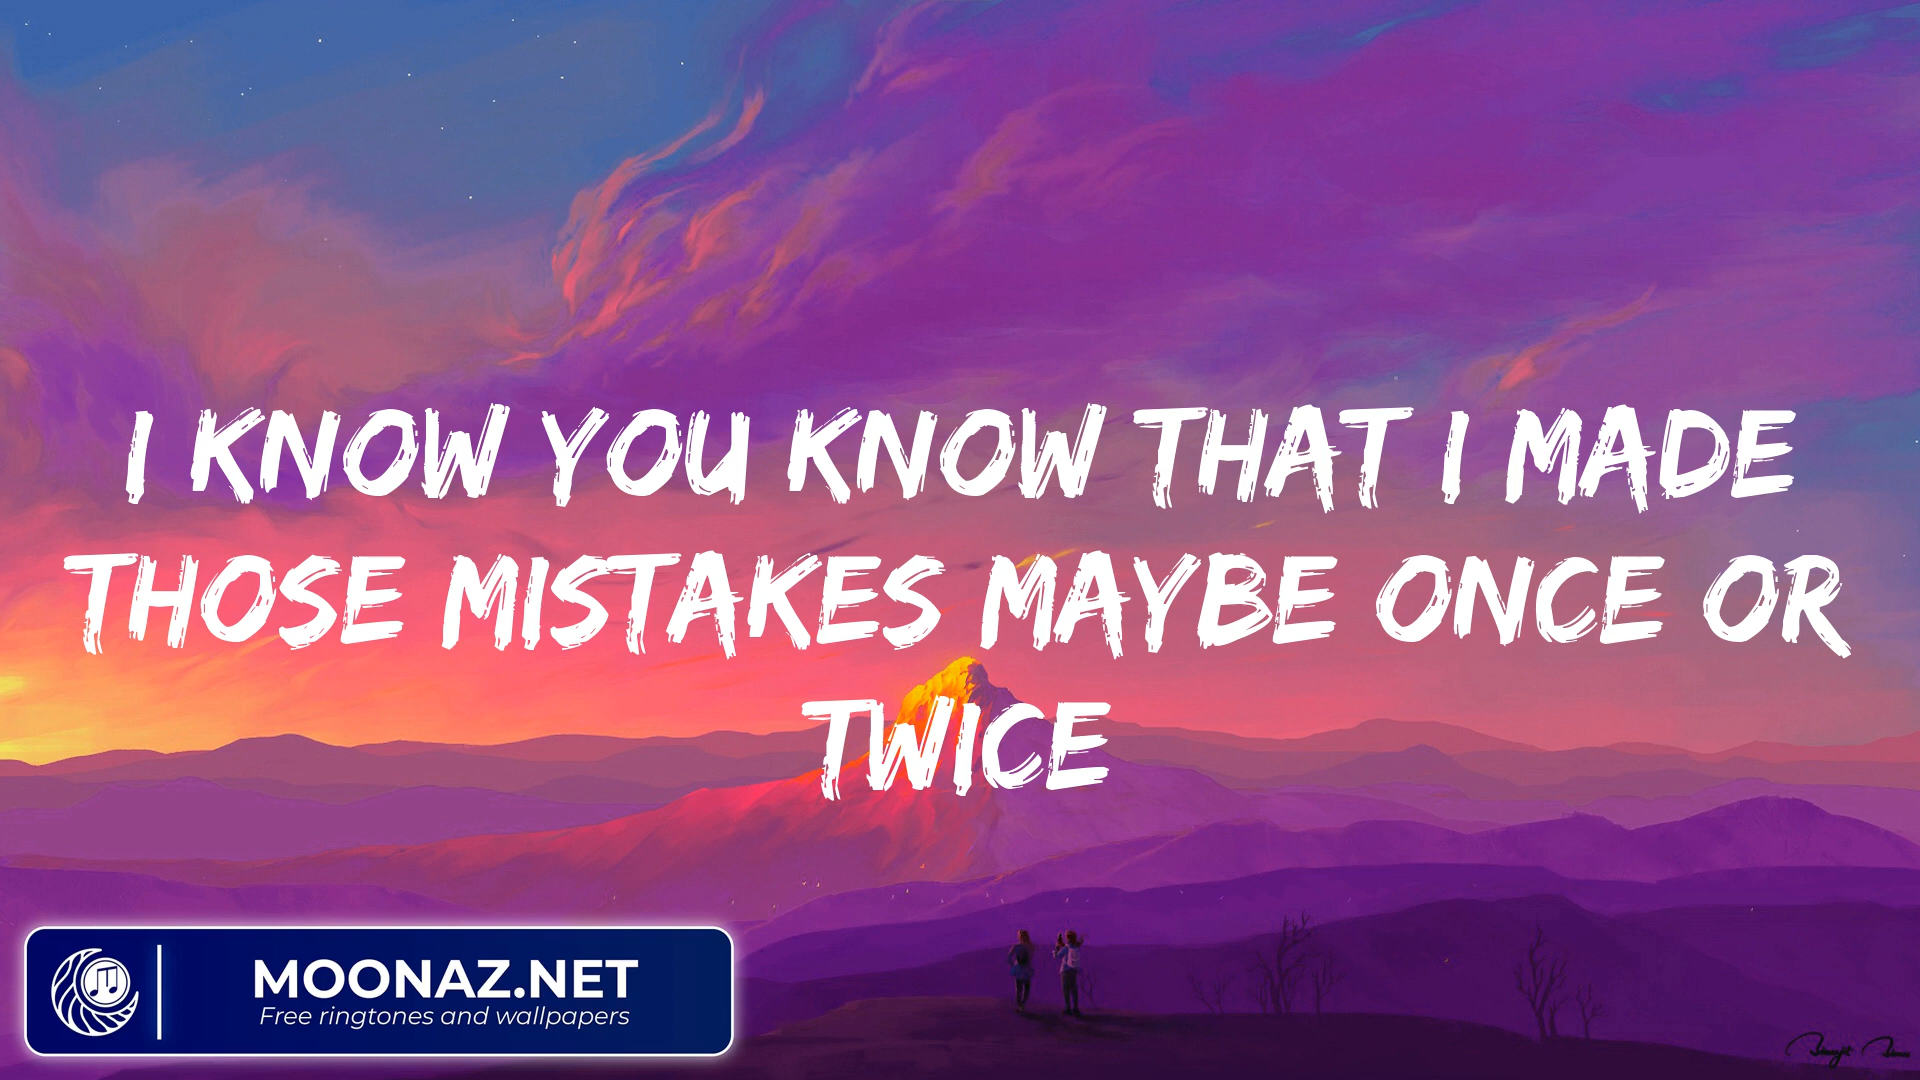 I KNOW YOU KNOW THAT I MADE
THOSE MISTAKES MAYBE ONCE OR
TWICE
MOONAZ.NET
Free ringtones and wallpapers